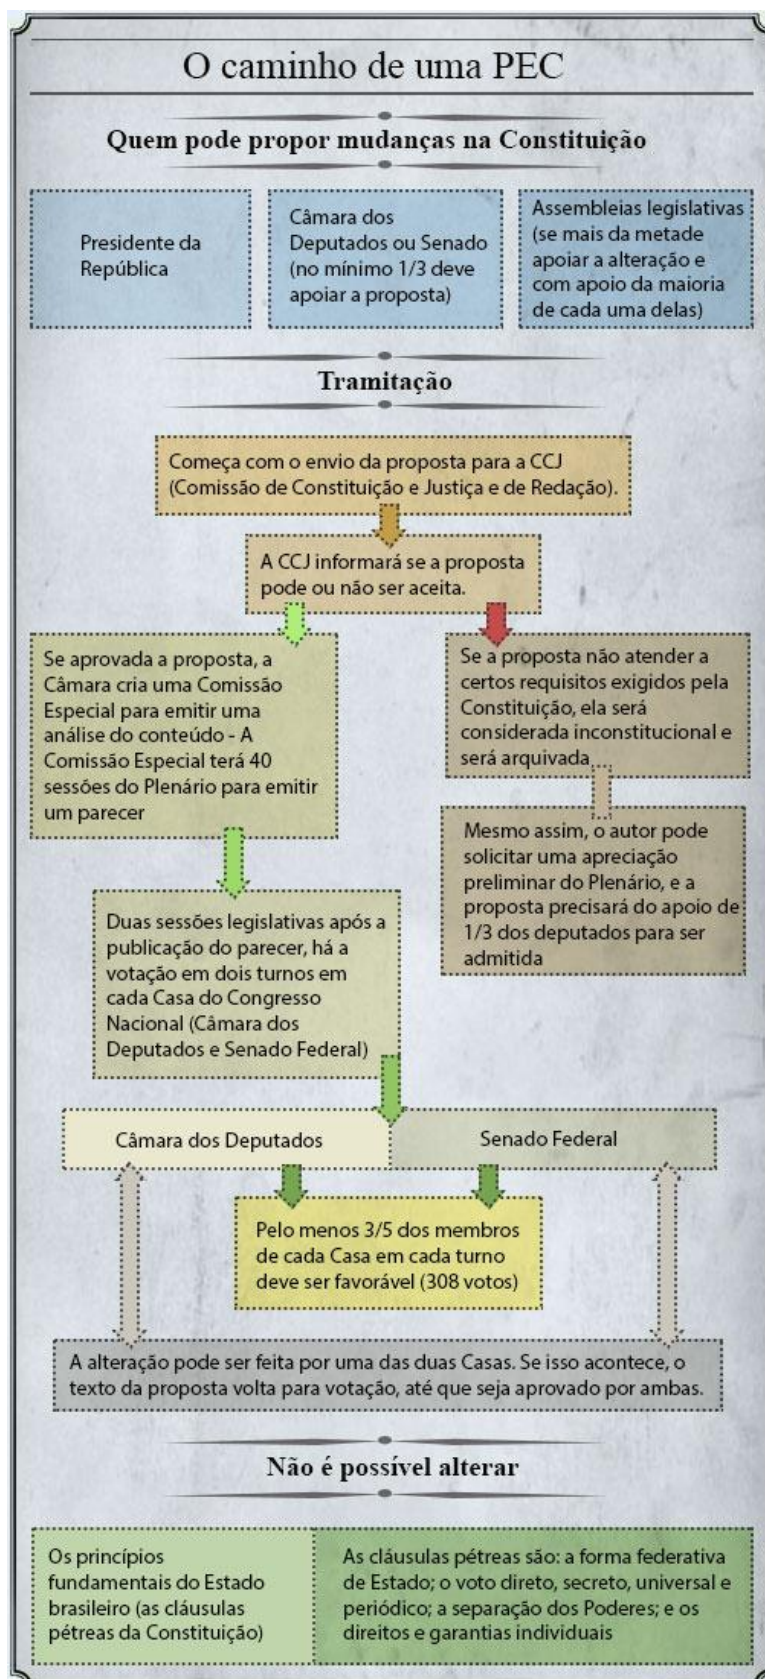 O caminho de uma PEC
Quem pode propor mudanças na Constituição
Presidente da
República
Câmara dos
Deputados ou Senado
(no mínimo 1/3 deve
apoiar a proposta)
Assembleias legislativas
(se mais da metade
apoiar a alteração e
com apoio da maioria
de cada uma delas)
Tramitação
Começa com o envio da proposta para a CCJ
(Comissão de Constituição e Justiça e de Redação).
A CCJ informará se a proposta
pode ou não ser aceita.
Se aprovada a proposta, a
Câmara cria uma Comissão
Especial para emitir uma
análise do conteúdo - A
Comissão Especial terá 40
sessões do Plenário para emitir
um parecer
Se a proposta não atender a
certos requisitos exigidos pela
Constituição, ela será
considerada inconstitucional e
será arquivada
Mesmo assim, o autor pode
solicitar uma apreciação
preliminar do Plenário, e a
proposta precisará do apoio de
1/3 dos deputados para ser
admitida
Duas sessões legislativas após a
publicação do parecer, há a
votação em dois turnos em
cada Casa do Congresso
Nacional (Câmara dos
Deputados e Senado Federal)
Câmara dos Deputados
Senado Federal
Pelo menos 3/5 dos membros
de cada Casa em cada turno
deve ser favorável (308 votos)
A alteração pode ser feita por uma das duas Casas. Se isso acontece, o
texto da proposta volta para votação, até que seja aprovado por ambas.
Não é possível alterar
Os princípios
fundamentais do Estado
brasileiro (as cláusulas
pétreas da Constituição)
As cláusulas pétreas são: a forma federativa
de Estado; o voto direto, secreto, universal e
periódico; a separação dos Poderes; e os
direitos e garantias individuais